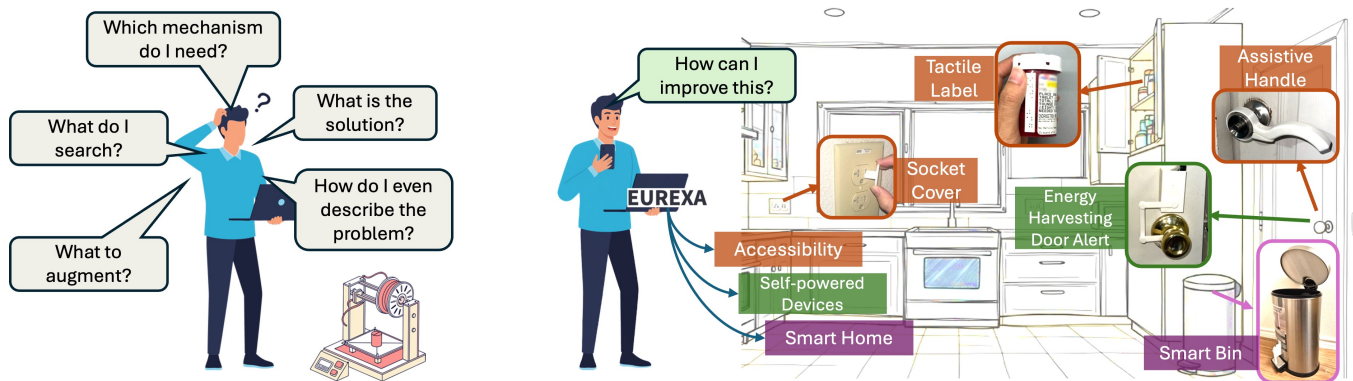 Which mechanism
do I need?
What do I
search?
What is the
solution?
How do I even
describe the
problem?
What to
augment?
How can I
improve this?
EUREXA
Accessibility
Self-powered
Devices
Smart Home
Socket
Cover
Tactile
Label
Energy
Harvesting
Door Alert
Assistive
Handle
Smart Bin